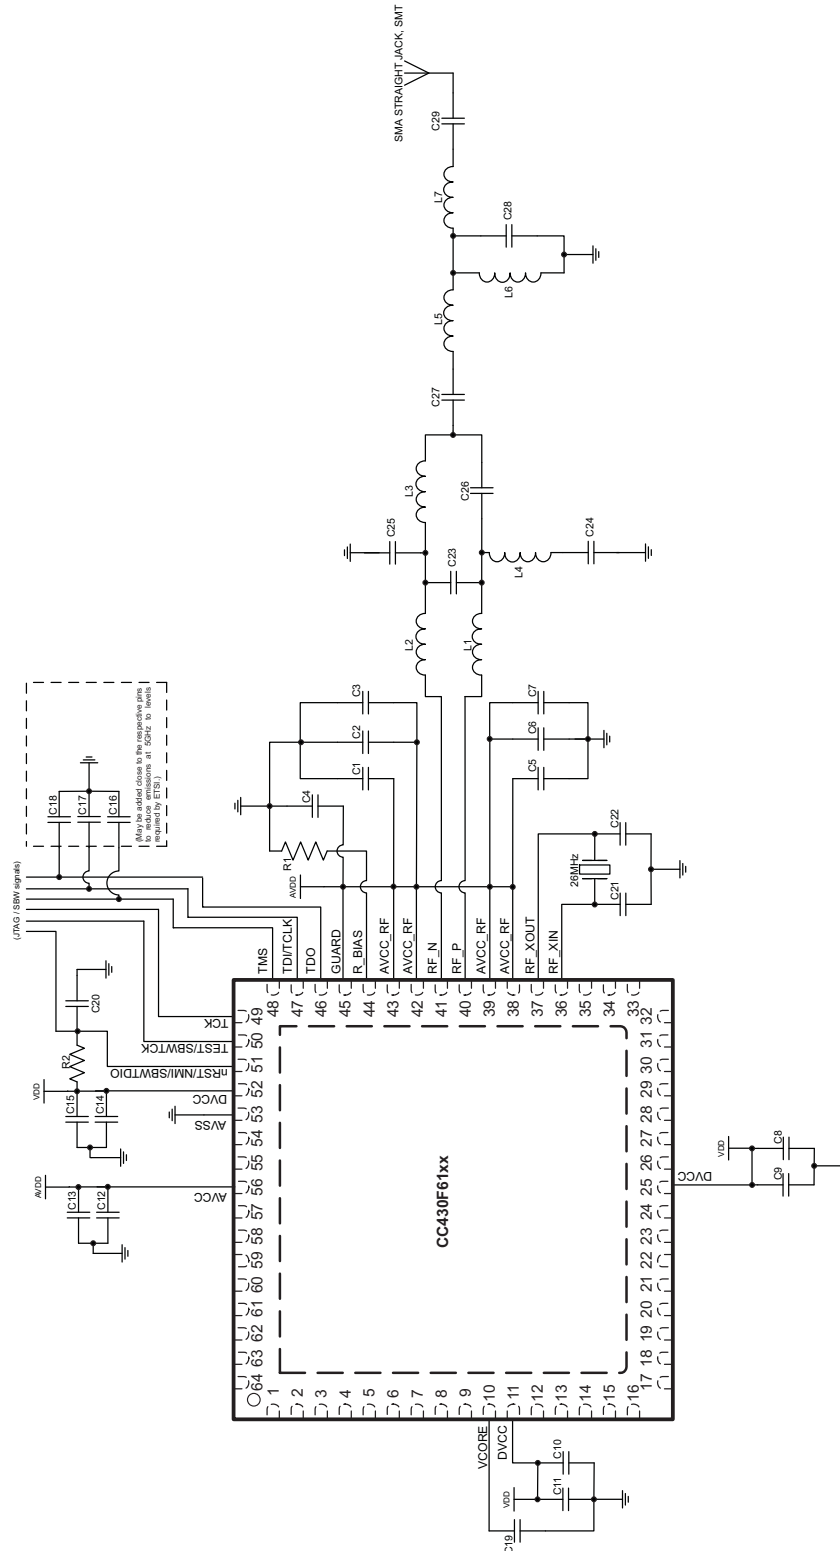 SMA STRAIGHT JACK, SMT
C29
L7
C28
L6
L5
C27
L3
C26
C25
C23
C24
L4
L2
L1
C3
C2
C1
C4
R1
C7
C6
C5
C22
C21
26MHz
AVDD
C18
C17
C16
(May be added close to the respective pins
to reduce emissions at 5GHz to levels
required by ETSI.)
(JTAG / SBW signals)
TMS
TDI/TCLK
TDO
GUARD
R_BIAS
AVCC_RF
AVCC_RF
RF_N
RF_P
AVCC_RF
AVCC_RF
RF_XOUT
RF_XIN
48
47
46
45
44
43
42
41
40
39
38
37
36
35
34
33
C20
R2
VDD
C15
C14
AVDD
C13
C12
TCK
TEST/SBWTCK
nRST/NMI/SBWTDIO
DVCC
AVSS
AVCC
49
50
51
52
53
54
55
56
57
58
59
60
61
62
63
64
CC430F61xx
32
31
30
29
28
27
26
25
24
23
22
21
20
19
18
17
DVCC
VDD
C8
C9
1
2
3
4
5
6
7
8
9
10
11
12
13
14
15
16
VCORE
DVCC
VDD
C10
C11
C19